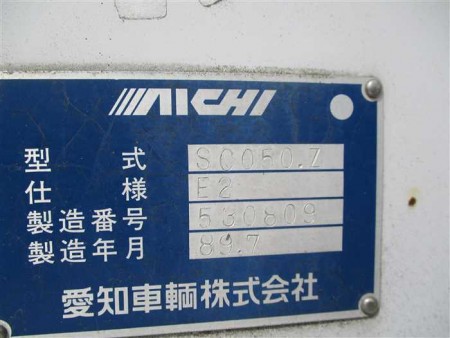 AICHI
型式 SC050.Z
仕様 E2
製造番号 530809
製造年月 89.7
愛知車輌株式会社